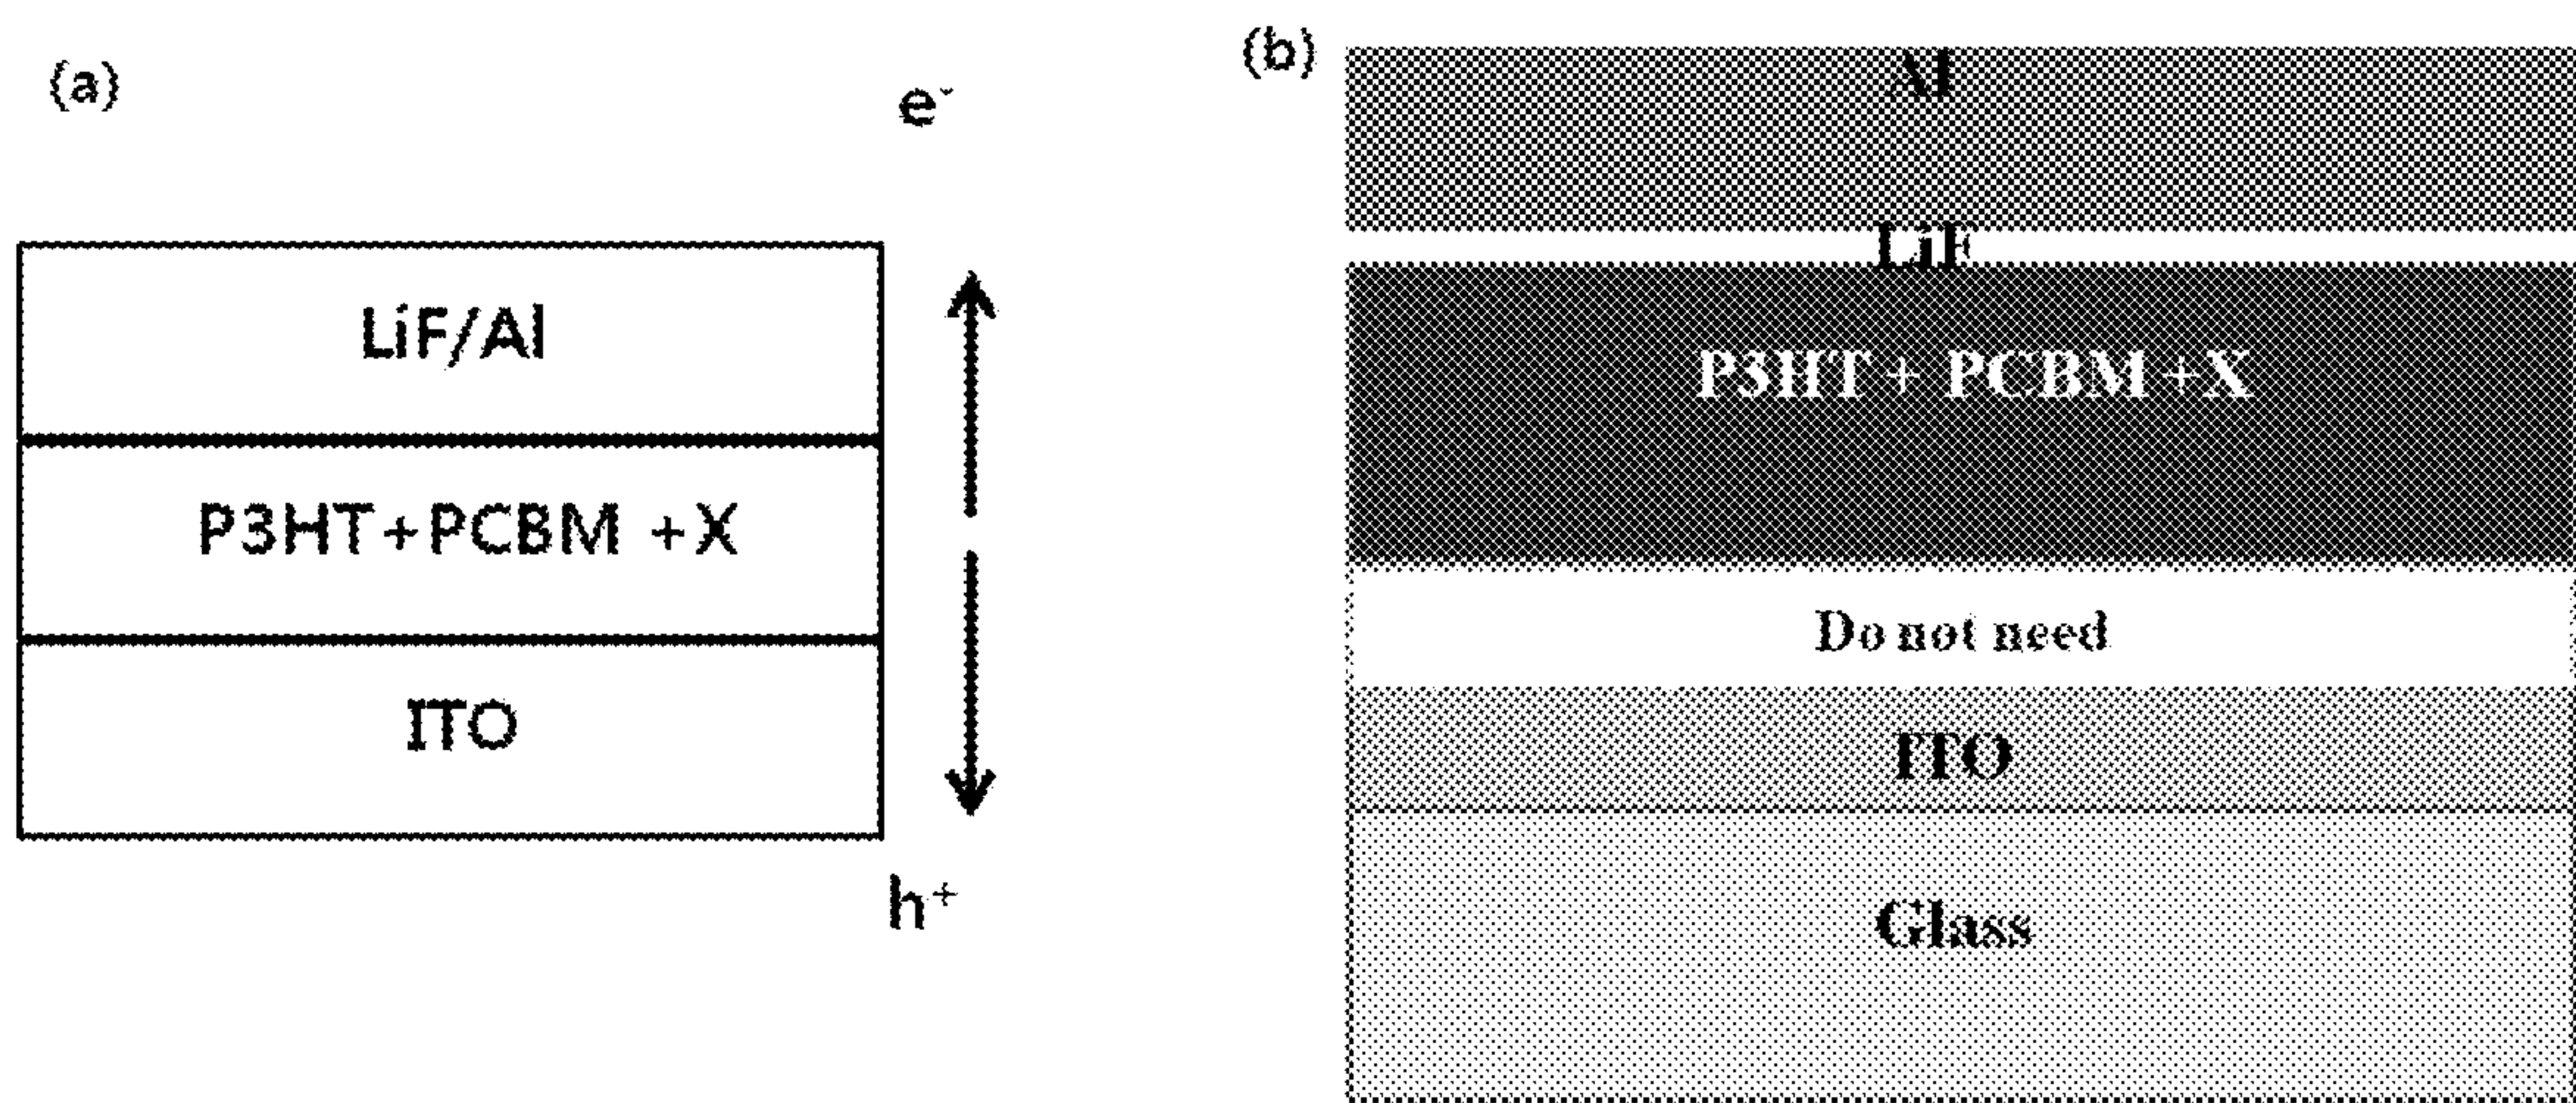 (a)
e⁻
LiF/Al
P3HT+PCBM +X
ITO
h⁺
(b)
Al
LiF
P3HT + PCBM +X
Do not need
ITO
Glass